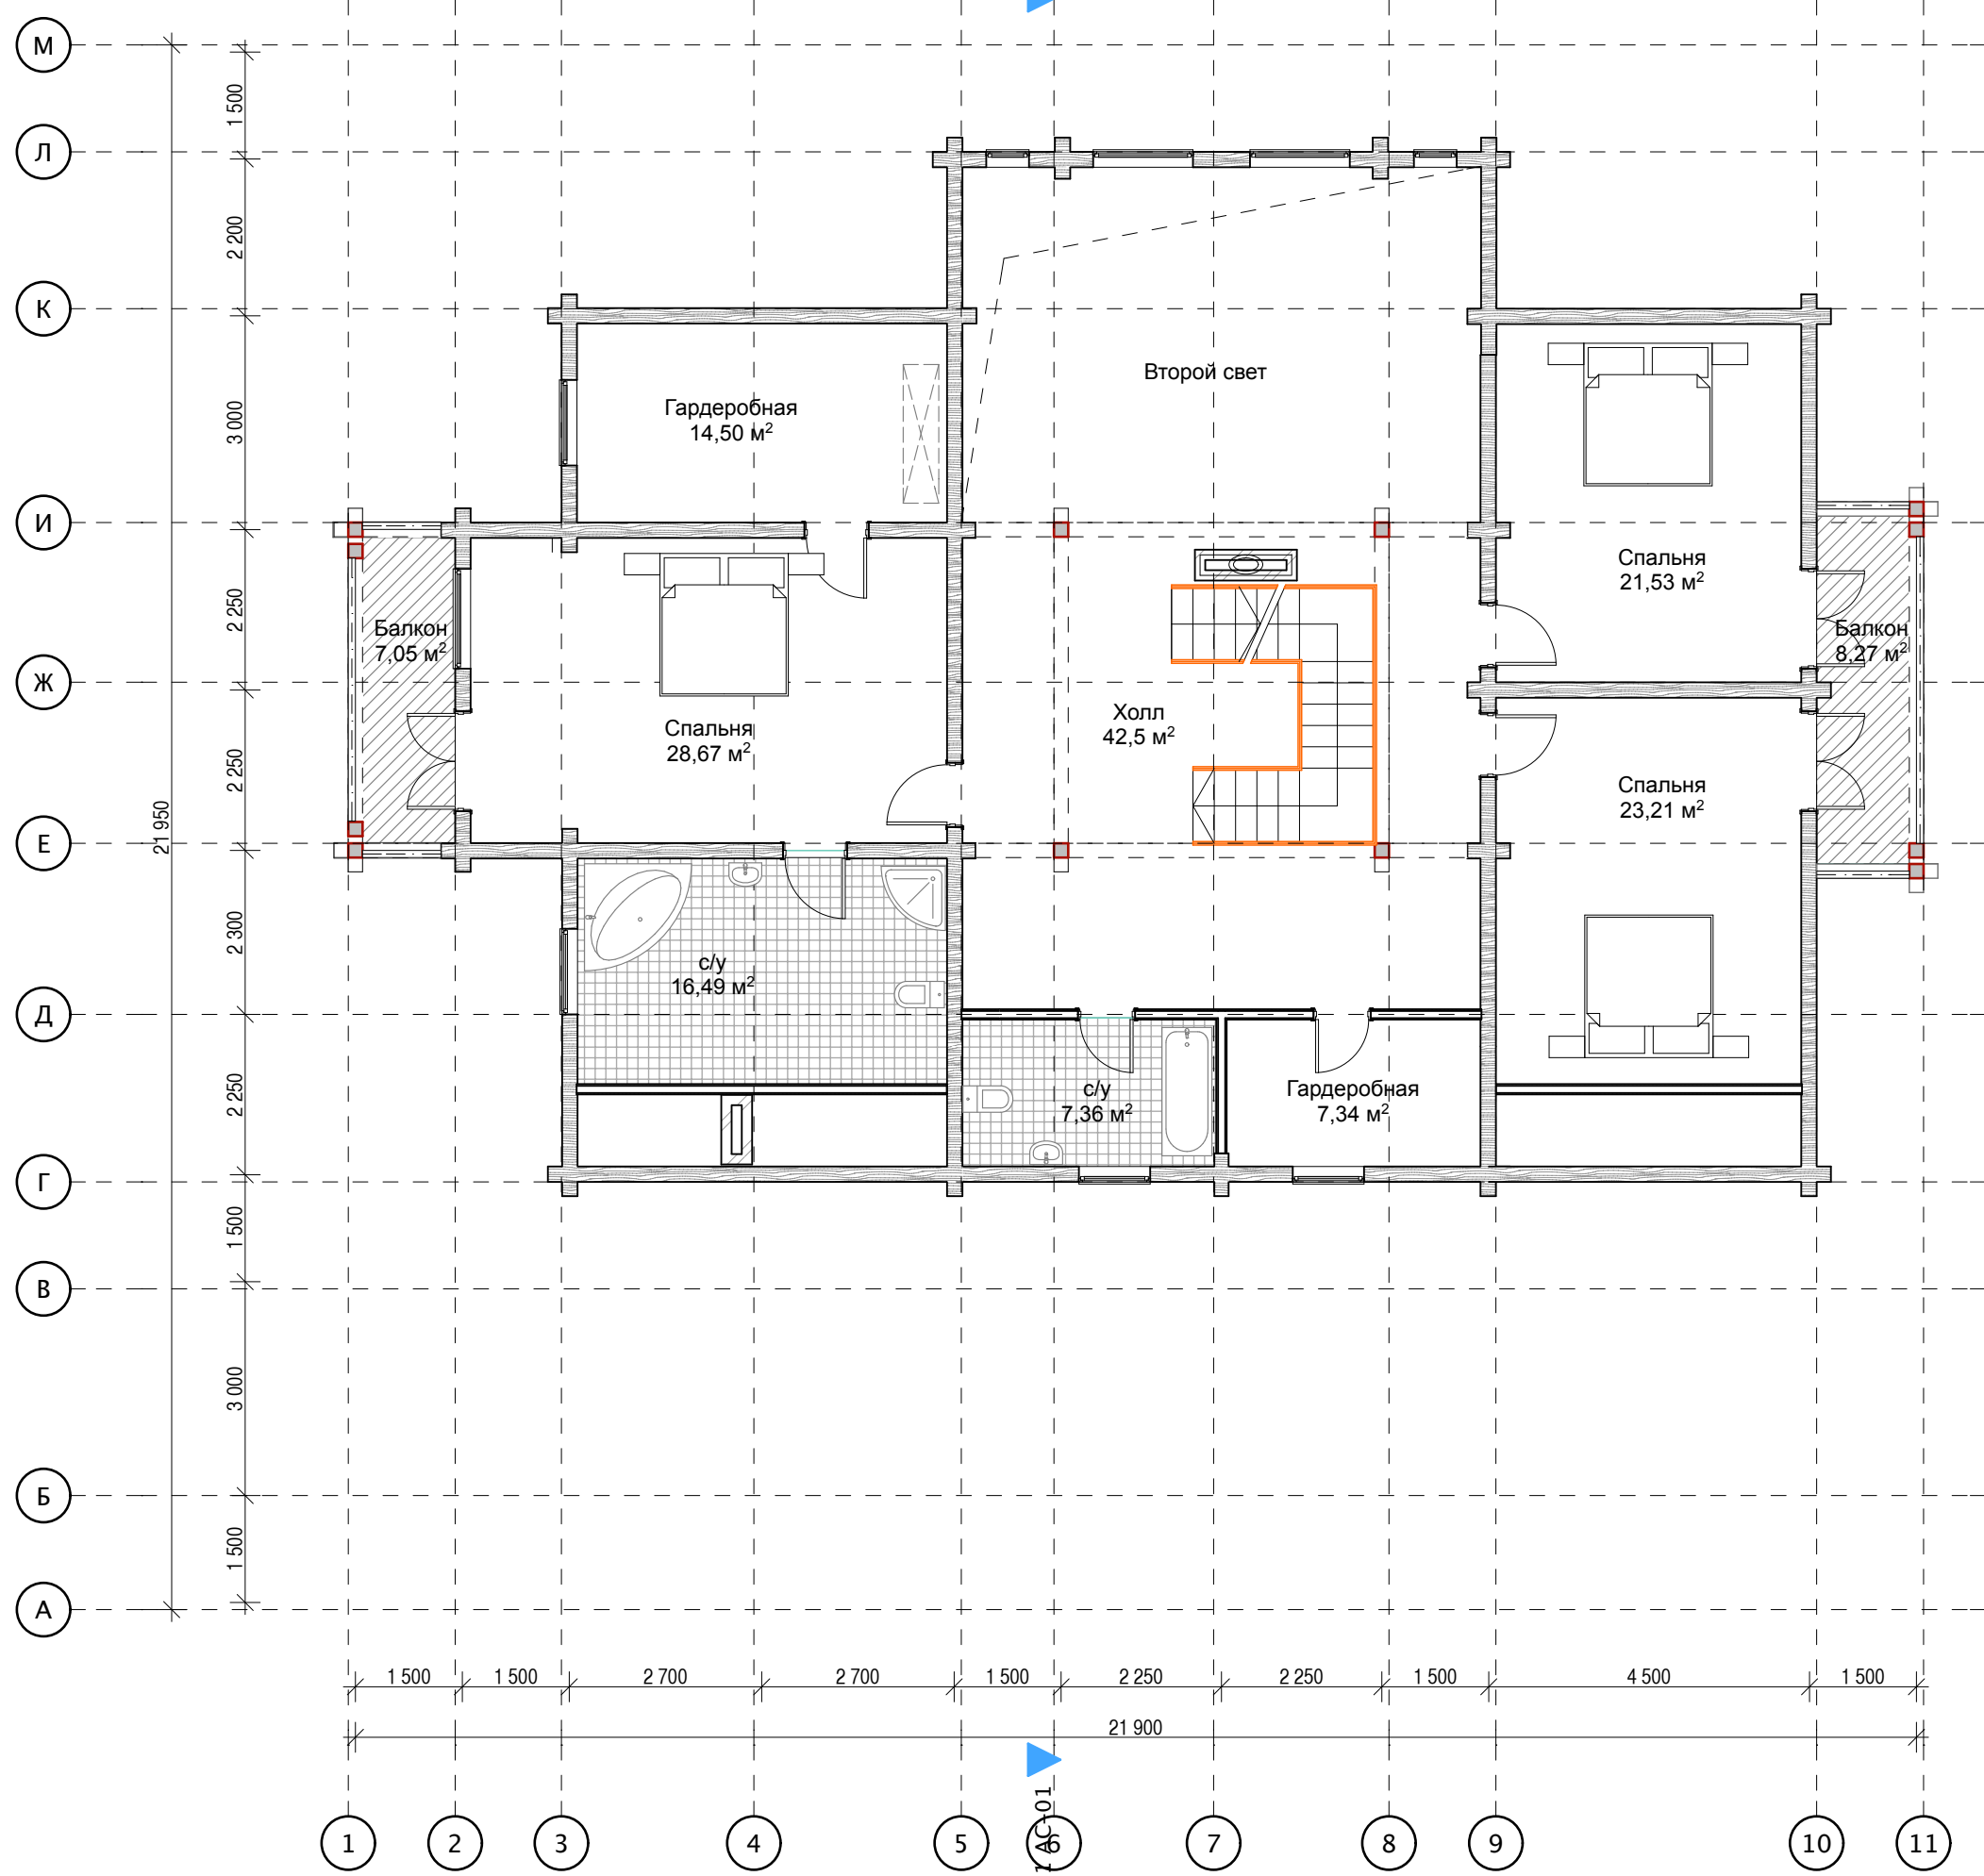 М
1 500
Л
2 200
К
Второй свет
3 000
Гардеробная
14,50 м²
И
Спальня
21,53 м²
2 250
Балкон
7,05 м²
Балкон
8,27 м²
Ж
Холл
42,5 м²
Спальня
28,67 м²
2 250
Спальня
23,21 м²
21 950
Е
2 300
с/у
16,49 м²
Д
2 250
с/у
7,36 м²
Гардеробная
7,34 м²
Г
1 500
В
3 000
Б
1 500
А
1 500
1 500
2 700
2 700
1 500
2 250
2 250
1 500
4 500
1 500
21 900
1 АС-01
1
2
3
4
5
6
7
8
9
10
11